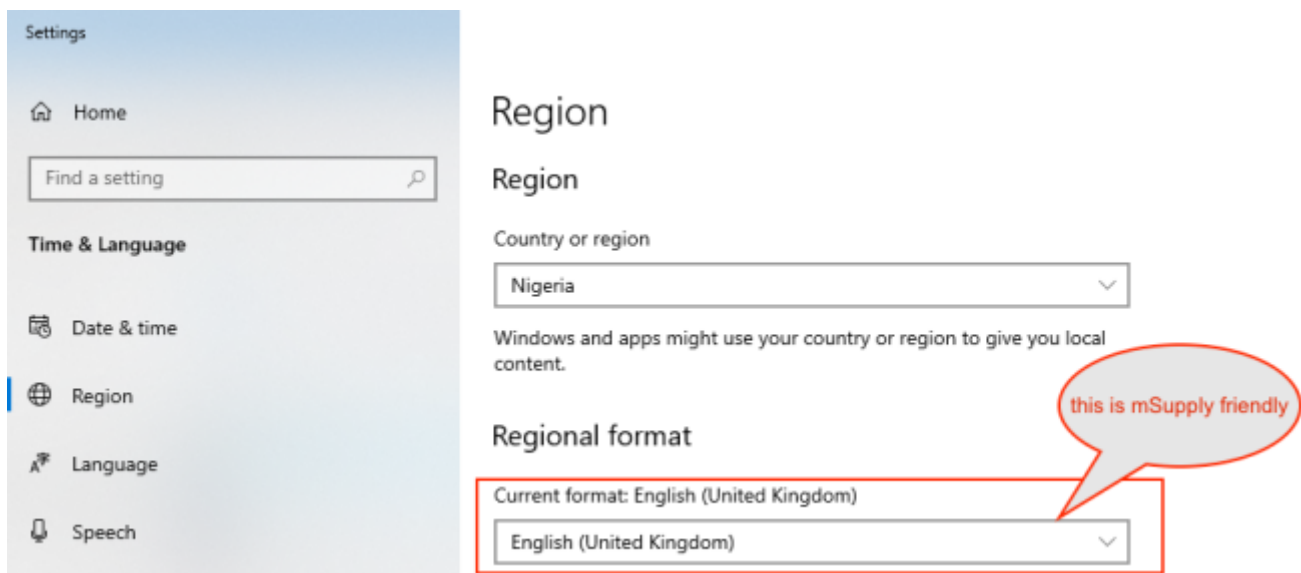 Settings
Home
Find a setting
Time & Language
Date & time
Region
Language
Speech
Region
Region
Country or region
Nigeria
Windows and apps might use your country or region to give you local
content.
Regional format
this is mSupply friendly
Current format: English (United Kingdom)
English (United Kingdom)